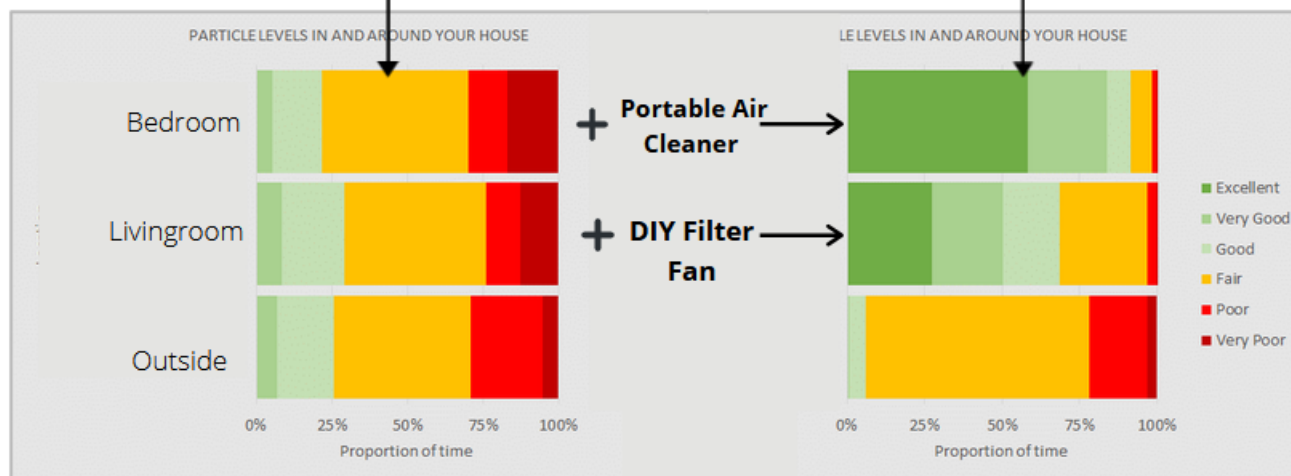 PARTICLE LEVELS IN AND AROUND YOUR HOUSE
Bedroom
Livingroom
Outside
0% 25% 50% 75% 100%
Proportion of time
+ Portable Air
Cleaner
+ DIY Filter
Fan
LE LEVELS IN AND AROUND YOUR HOUSE
0% 25% 50% 75% 100%
Proportion of time
Excellent
Very Good
Good
Fair
Poor
Very Poor